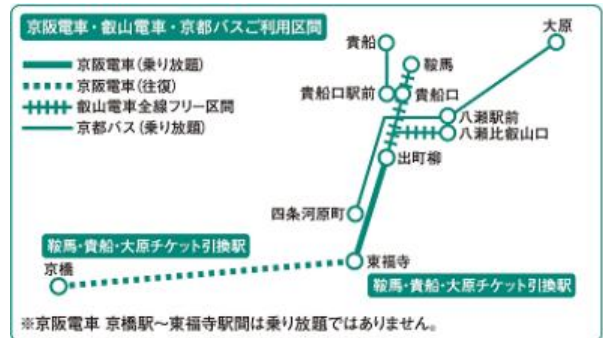 京阪電車・叡山電車・京都バスご利用区間
京阪電車(乗り放題)
京阪電車(往復)
叡山電車全線フリー区間
京都バス(乗り放題)
大原
貴船
鞍馬
貴船口駅前
貴船口
八瀬駅前
八瀬比叡山口
出町柳
四条河原町
鞍馬・貴船・大原チケット引換駅
京橋
東福寺
鞍馬・貴船・大原チケット引換駅
※京阪電車 京橋駅～東福寺駅間は乗り放題ではありません。